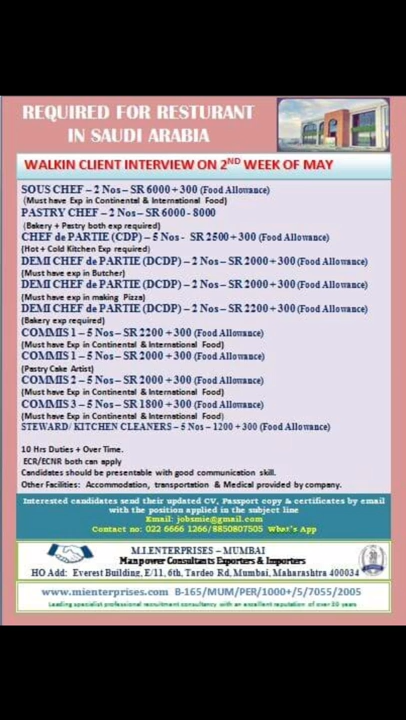 REQUIRED FOR RESTURANT
IN SAUDI ARABIA
WALKIN CLIENT INTERVIEW ON 2ND WEEK OF MAY
SOUS CHEF – 2 Nos – SR 6000 + 300 (Food Allowance)
(Must have Exp in Continental & International Food)
PASTRY CHEF – 2 Nos – SR 6000 - 8000
(Bakery + Pastry both exp required)
CHEF de PARTIE (CDP) – 5 Nos - SR 2500 + 300 (Food Allowance)
(Hot + Cold Kitchen Exp required)
DEMI CHEF de PARTIE (DCDP) – 2 Nos – SR 2000 + 300 (Food Allowance)
(Must have exp in Butcher)
DEMI CHEF de PARTIE (DCDP) – 2 Nos – SR 2000 + 300 (Food Allowance)
(Must have exp in making Pizza)
DEMI CHEF de PARTIE (DCDP) – 2 Nos – SR 2200 + 300 (Food Allowance)
(Bakery exp required)
COMMIS 1 – 5 Nos – SR 2200 + 300 (Food Allowance)
(Must have Exp in Continental & International Food)
COMMIS 1 – 5 Nos – SR 2000 + 300 (Food Allowance)
(Pastry Cake Artist)
COMMIS 2 – 5 Nos – SR 2000 + 300 (Food Allowance)
(Must have Exp in Continental & International Food)
COMMIS 3 – 5 Nos – SR 1800 + 300 (Food Allowance)
(Must have Exp in Continental & International Food)
STEWARD/ KITCHEN CLEANERS – 5 Nos – 1200 + 300 (Food Allowance)
10 Hrs Duties + Over Time.
ECR/ECNR both can apply
Candidates should be presentable with good communication skill.
Other Facilities: Accommodation, transportation & Medical provided by company.
Interested candidates send their updated CV, Passport copy & certificates by email
with the position applied in the subject line
Email: jobsmie@gmail.com
Contact no: 022 6666 1266/8850807505 What's App
M.I.ENTERPRISES – MUMBAI
Manpower Consultants Exporters & Importers
HO Add: Everest Building, E/11, 6th, Tardeo Rd, Mumbai, Maharashtra 400034
www.mienterprises.com B-165/MUM/PER/1000+/5/7055/2005
Leading specialist professional recruitment consultancy with an excellent reputation of over 20 years